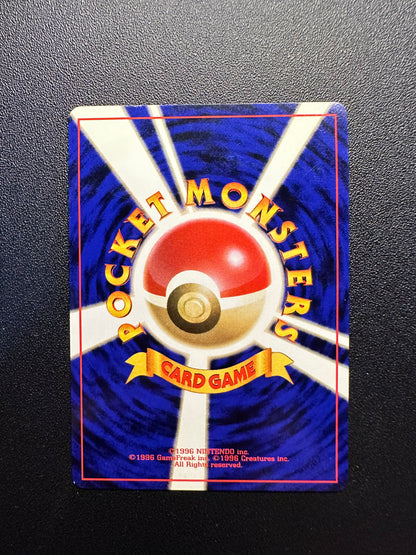 POCKET MONSTERS
CARD GAME
©1996 NINTENDO inc.
©1996 GameFreak inc. ©1996 Creatures inc.
All Rights reserved.